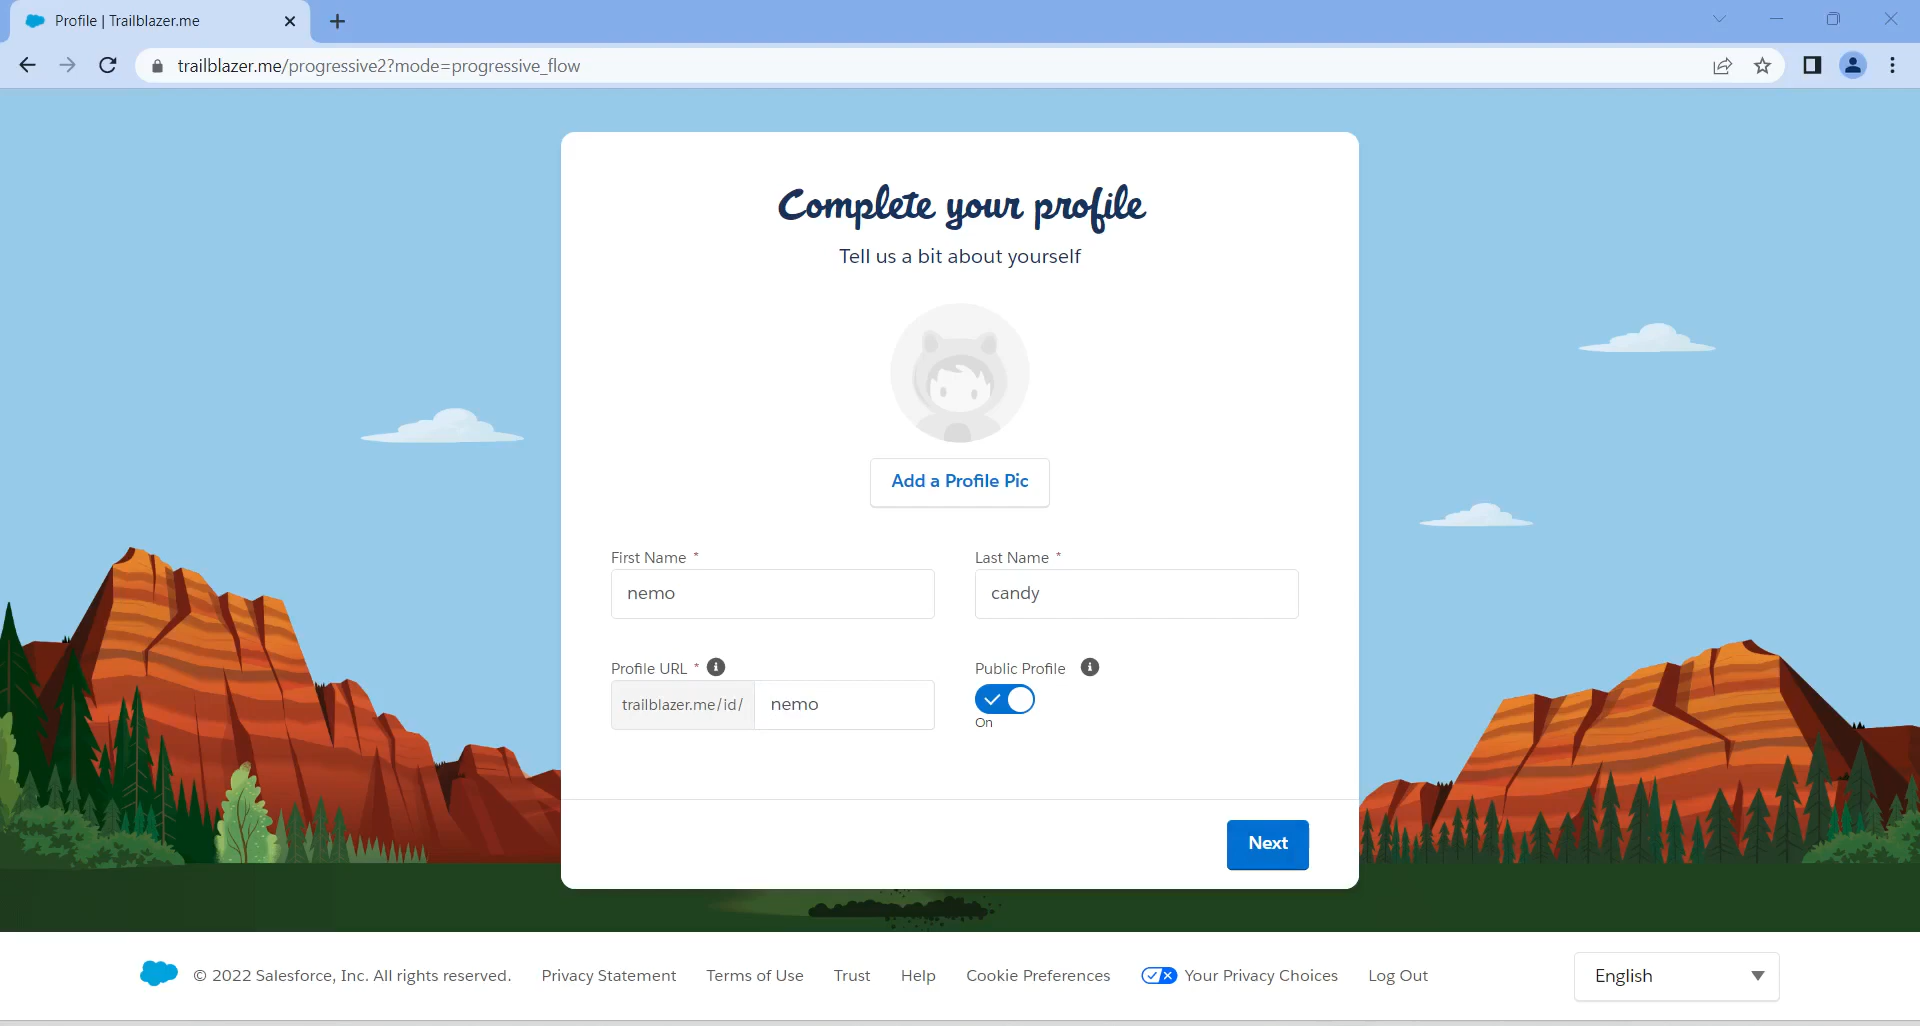 Profile | Trailblazer.me
trailblazer.me/progressive2?mode=progressive_flow
Complete your profile
Tell us a bit about yourself
Add a Profile Pic
First Name *
Last Name *
nemo
candy
Profile URL *
Public Profile
trailblazer.me/id/
nemo
On
Next
© 2022 Salesforce, Inc. All rights reserved.
Privacy Statement
Terms of Use
Trust
Help
Cookie Preferences
Your Privacy Choices
Log Out
English